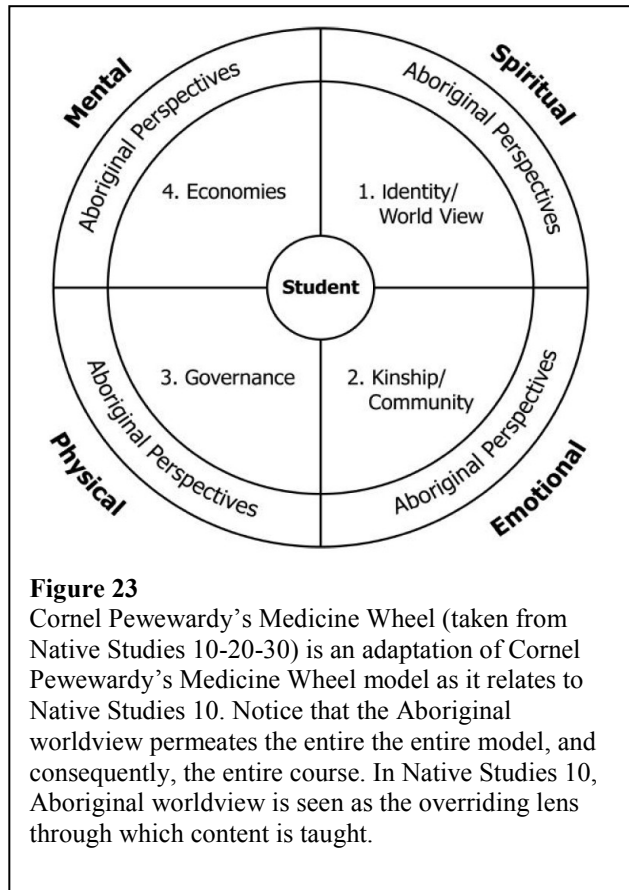 Mental
Spiritual
Aboriginal Perspectives
Aboriginal Perspectives
4. Economies
1. Identity/
World View
Student
3. Governance
2. Kinship/
Community
Aboriginal Perspectives
Aboriginal Perspectives
Physical
Emotional
Figure 23
Cornel Pewewardy’s Medicine Wheel (taken from
Native Studies 10-20-30) is an adaptation of Cornel
Pewewardy’s Medicine Wheel model as it relates to
Native Studies 10. Notice that the Aboriginal
worldview permeates the entire the entire model, and
consequently, the entire course. In Native Studies 10,
Aboriginal worldview is seen as the overriding lens
through which content is taught.